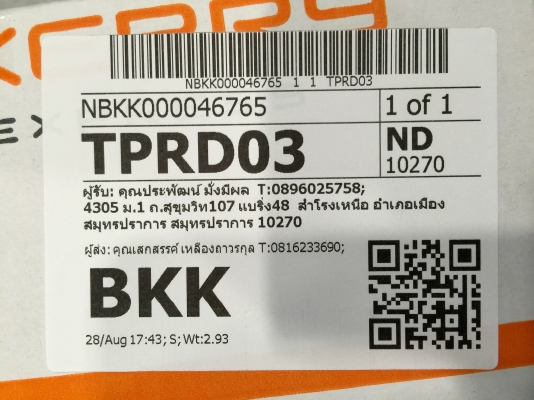 KERRY
EX
NBKK000046765 1 1 TPRD03
NBKK000046765 1 of 1
TPRD03 ND
10270
ผู้รับ: คุณประพัฒน์ มั่งมีผล T:0896025758;
4305 ม.1 ถ.สุขุมวิท107 แบริ่ง48 สำโรงเหนือ อำเภอเมือง
สมุทรปราการ สมุทรปราการ 10270
ผู้ส่ง: คุณเสกสรรค์ เหลืองถาวรกุล T:0816233690;
BKK
28/Aug 17:43; S; Wt:2.93